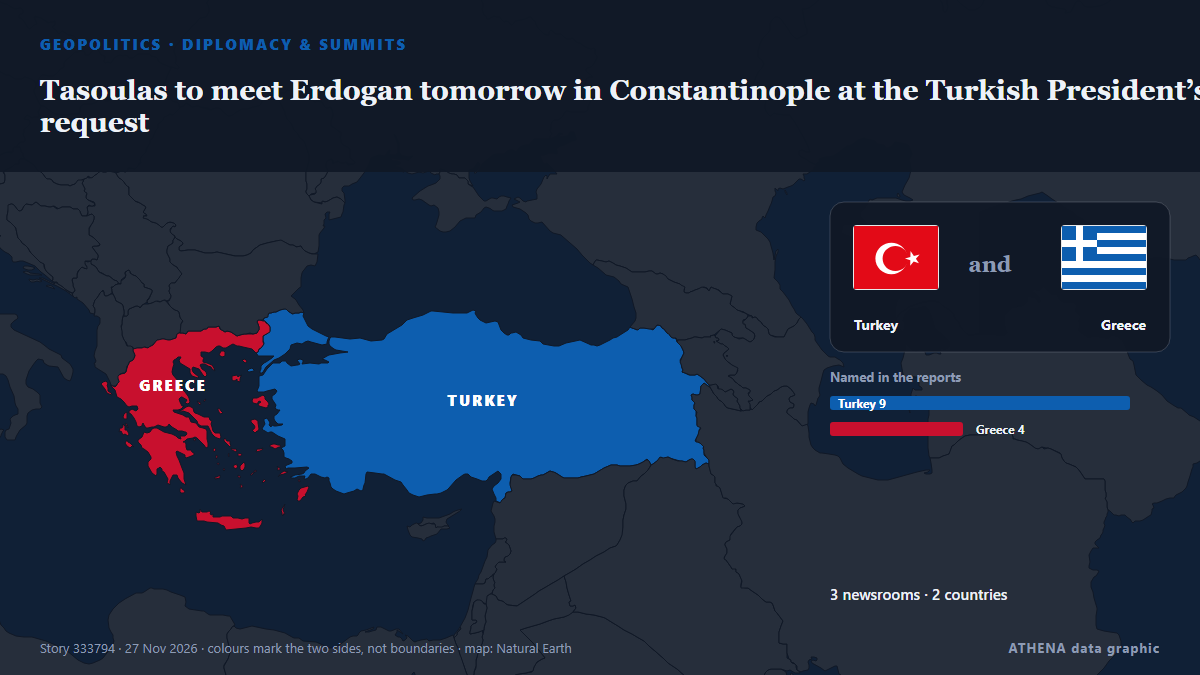 GEOPOLITICS · DIPLOMACY & SUMMITS
Tasoulas to meet Erdogan tomorrow in Constantinople at the Turkish President's
request
and
Turkey
Greece
Named in the reports
Turkey 9
Greece 4
GREECE
TURKEY
3 newsrooms · 2 countries
Story 333794 · 27 Nov 2026 · colours mark the two sides, not boundaries · map: Natural Earth
ATHENA data graphic